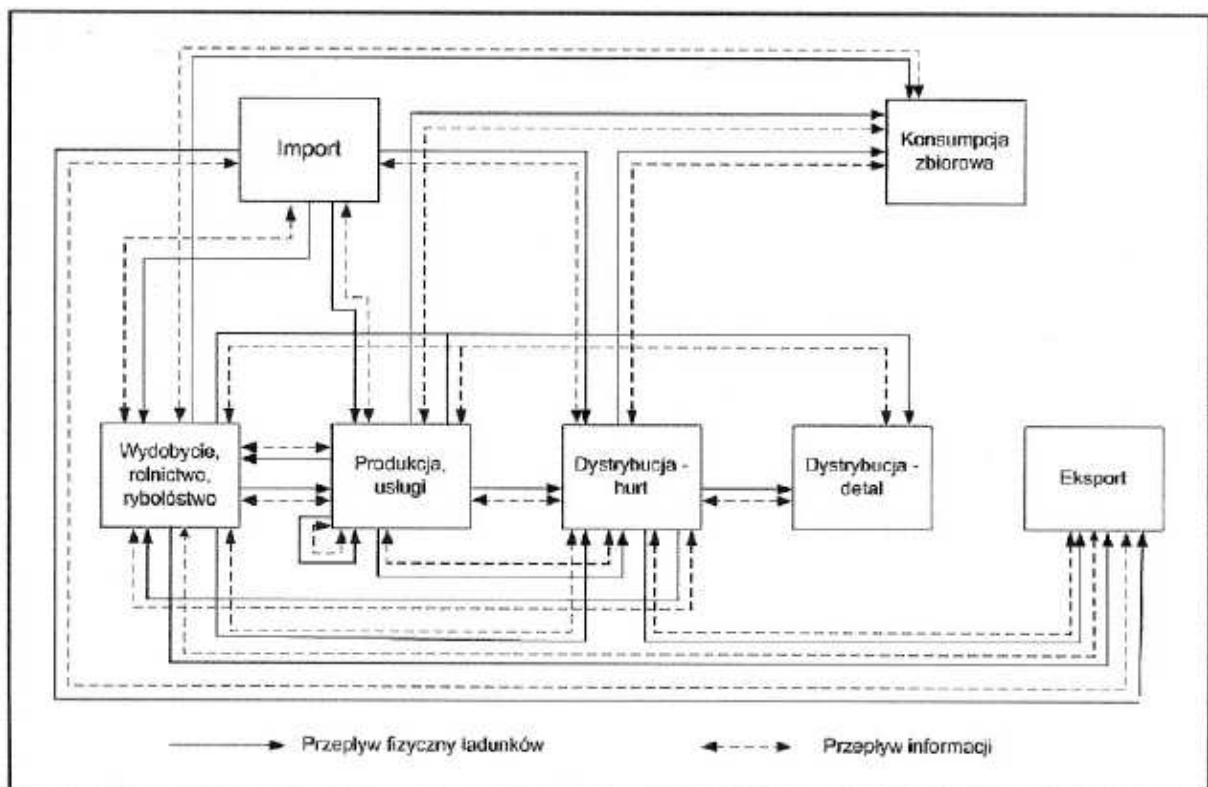 Import
Konsumpcja
zbiorowa
Wydobycie,
rolnictwo,
rybołóstwo
Produkcja,
usługi
Dystrybucja -
hurt
Dystrybucja -
detal
Eksport
Przepływ fizyczny ładunków
Przepływ informacji